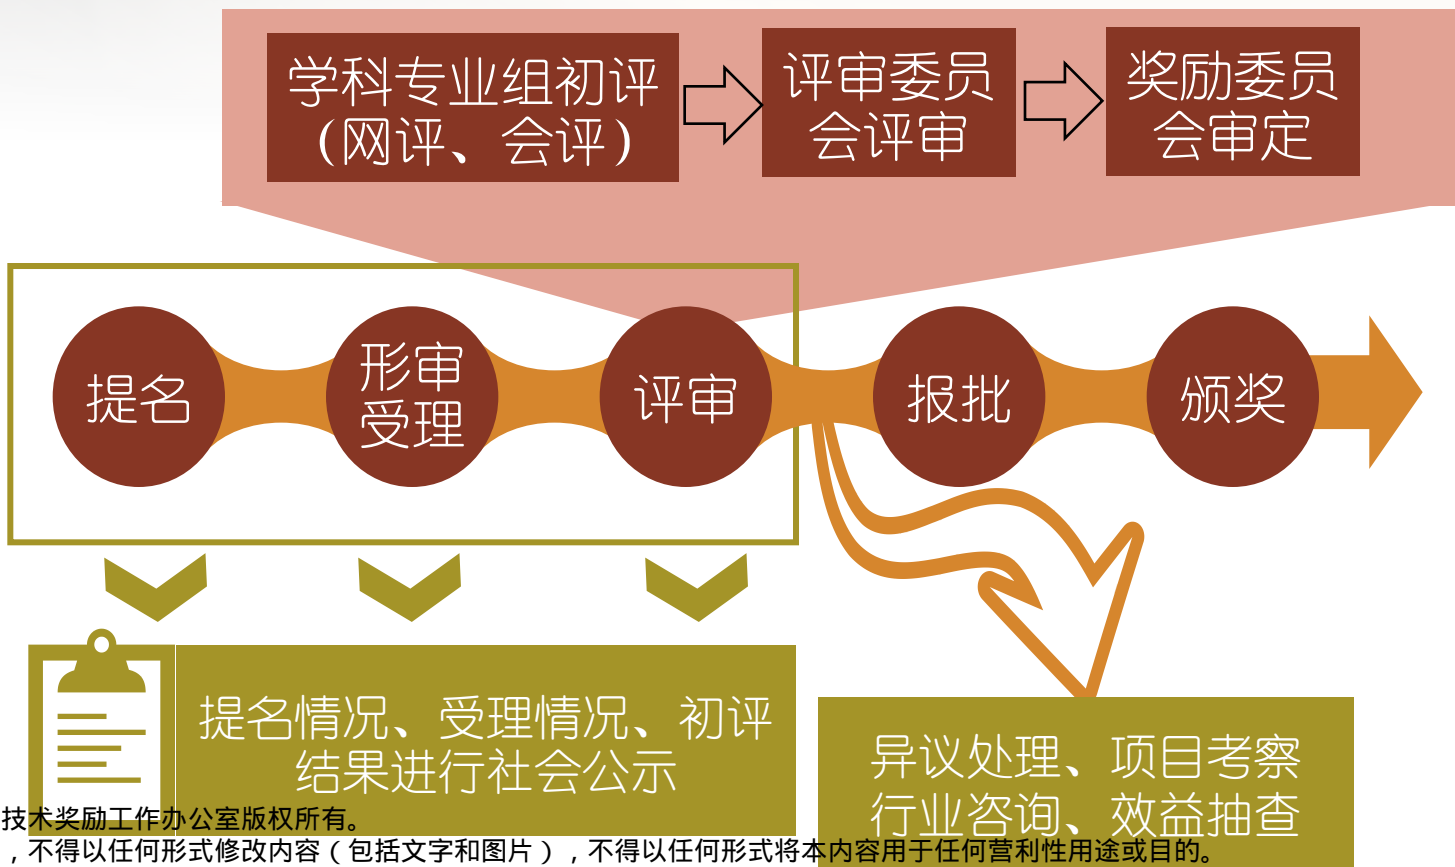 学科专业组初评
(网评、会评)
评审委员
会评审
奖励委员
会审定
提名
形审
受理
评审
报批
颁奖
提名情况、受理情况、初评
结果进行社会公示
异议处理、项目考察
行业咨询、效益抽查
技术奖励工作办公室版权所有。
，不得以任何形式修改内容（包括文字和图片），不得以任何形式将本内容用于任何营利性用途或目的。